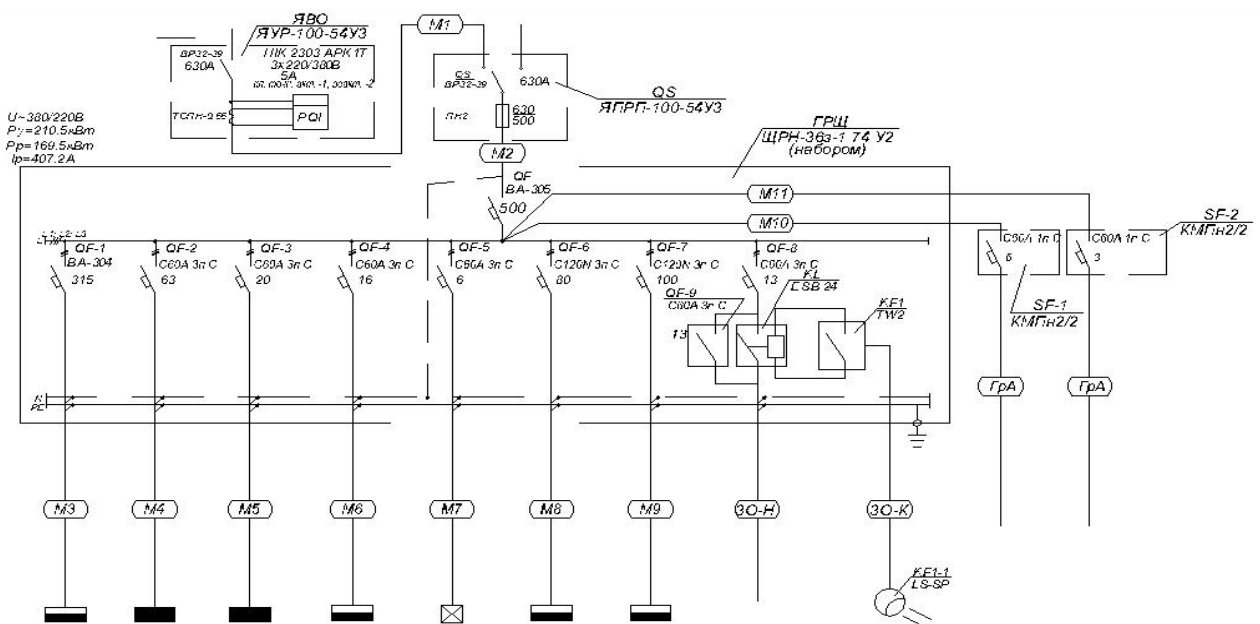 ЯВО
ЯУР-100-54У3
ВР32-39
630А
ПИК 2303 АРК1Т
3х220/380В
5А
PQI
М1
QS
ВР32-39
630А
QS
ЯПРП-100-54У3
ПН2
630
500
М2
U~380/220В
Ру=210.5кВт
Рр=169.5кВт
Iр=407.2А
ГРЩ
ЩРН-36з-1 74 У2
(набором)
QF
ВА-305
500
М11
М10
SF-2
КМПн2/2
С60А 1п С
6
С60А 1п С
3
SF-1
КМПн2/2
QF-1
ВА-304
315
QF-2
С60А 3п С
63
QF-3
С60А 3п С
20
QF-4
С60А 3п С
16
QF-5
С60А 3п С
6
QF-6
С120N 3п С
80
QF-7
С120N 3п С
100
QF-8
С60А 3п С
13
KL
ESB 24
QF-9
С60А 3п С
13
KF1
TW2
ГрА
ГрА
N
PE
М3
М4
М5
М6
М7
М8
М9
ЗО-Н
ЗО-К
KF1-1
LS-SP